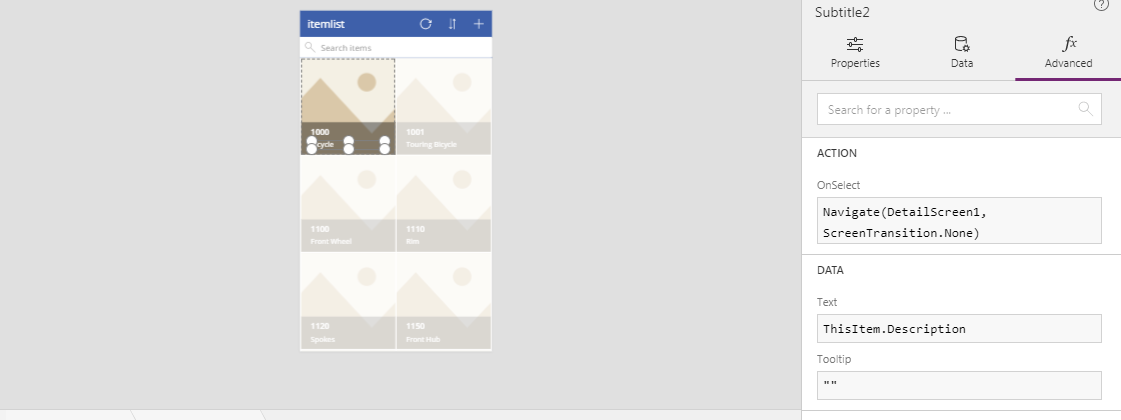 Subtitle2
itemlist
Search items
1000
cycle
1001
Touring Bicycle
1100
Front Wheel
1110
Rim
1120
Spokes
1150
Front Hub
Properties
Data
Advanced
Search for a property ...
ACTION
OnSelect
Navigate(DetailScreen1,
ScreenTransition.None)
DATA
Text
ThisItem.Description
Tooltip
""